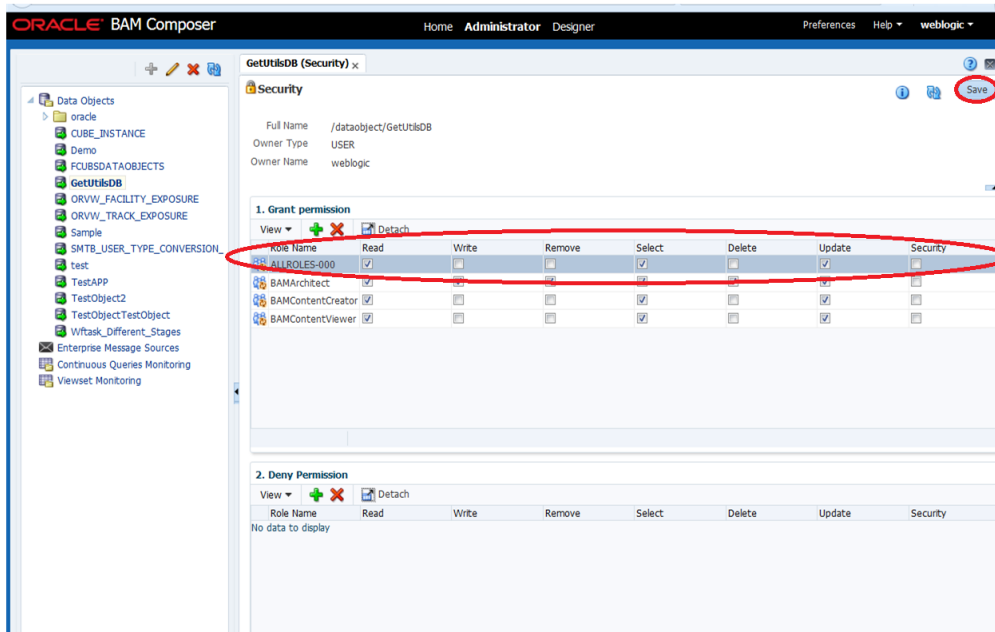 ORACLE BAM Composer Home Administrator Designer Preferences Help weblogic
GetUtilsDB (Security) x
Security
Save
Full Name /dataobject/GetUtilsDB
Owner Type USER
Owner Name weblogic
Data Objects
oracle
CUBE_INSTANCE
Demo
FCUBSDATAOBJECTS
GetUtilsDB
ORVW_FACILITY_EXPOSURE
ORVW_TRACK_EXPOSURE
Sample
SMTB_USER_TYPE_CONVERSION_
test
TestAPP
TestObject2
TestObjectTestObject
Wftask_Different_Stages
Enterprise Message Sources
Continuous Queries Monitoring
Viewset Monitoring
1. Grant permission
View Detach
Role Name Read Write Remove Select Delete Update Security
ALLROLES-000
BAMArchitect
BAMContentCreator
BAMContentViewer
2. Deny Permission
View Detach
Role Name Read Write Remove Select Delete Update Security
No data to display